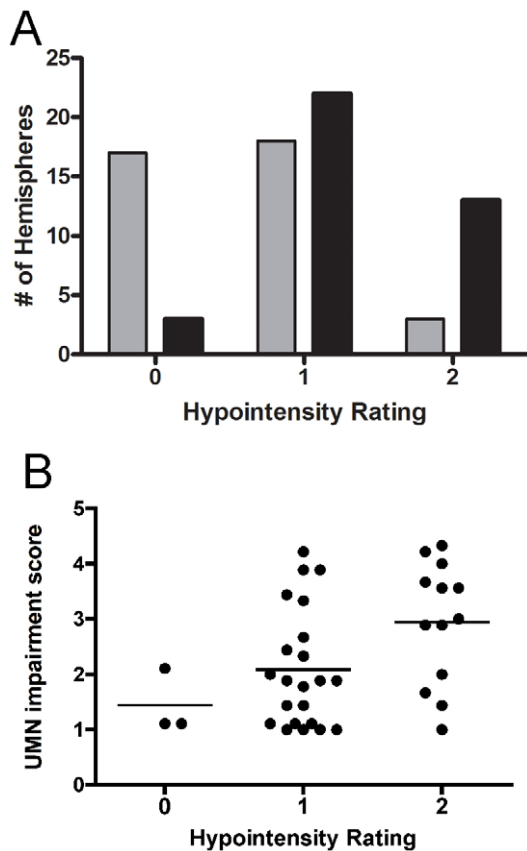 A
25
20
15
10
5
0
# of Hemispheres
0 1 2
Hypointensity Rating
B
5
4
3
2
1
0
UMN impairment score
0 1 2
Hypointensity Rating